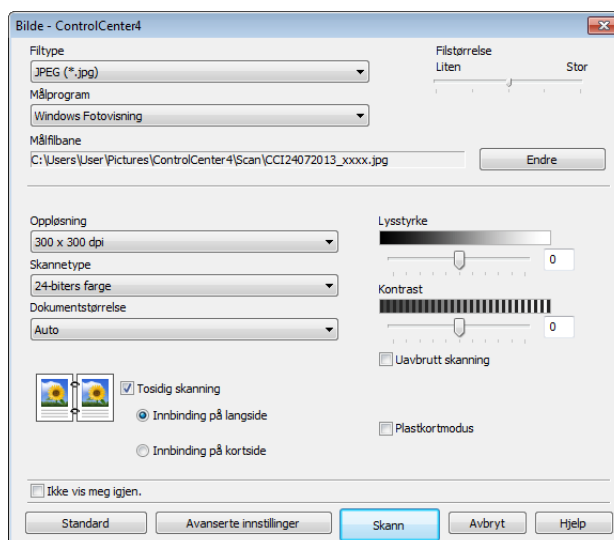 Bilde - ControlCenter4
Filtype
JPEG (*.jpg)
Filstørrelse
Liten Stor
Målprogram
Windows Fotovisning
Målfilbane
C:\Users\User\Pictures\ControlCenter4\Scan\CCI24072013_xxxx.jpg
Endre
Oppløsning
300 x 300 dpi
Skannetype
24-biters farge
Dokumentstørrelse
Auto
Lysstyrke
0
Kontrast
0
Uavbrutt skanning
Tosidig skanning
Innbinding på langside
Innbinding på kortside
Plastkortmodus
Ikke vis meg igjen.
Standard Avanserte innstillinger Skann Avbryt Hjelp